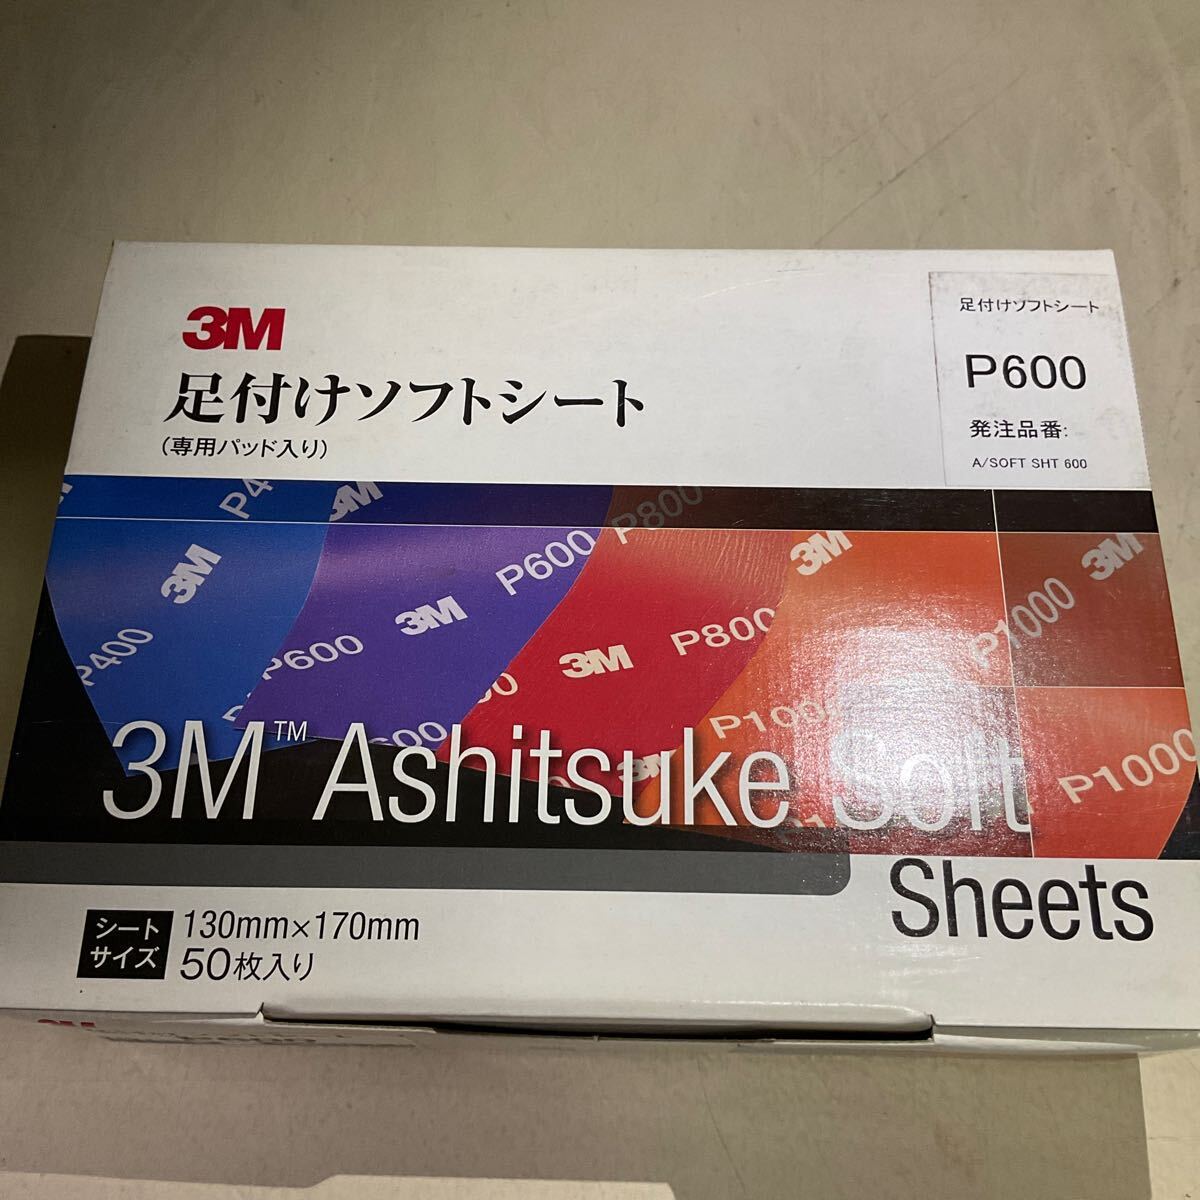 3M
足付けソフトシート
(専用パッド入り)
足付けソフトシート
P600
発注品番:
A/SOFT SHT 600
P4
3M
P600
P800
3M
3M
3M
P400
P600
3M
3M
P800
P1000
P1000
P1000
3M™ Ashitsuke Soft
Sheets
シート
サイズ
130mm×170mm
50枚入り
3M